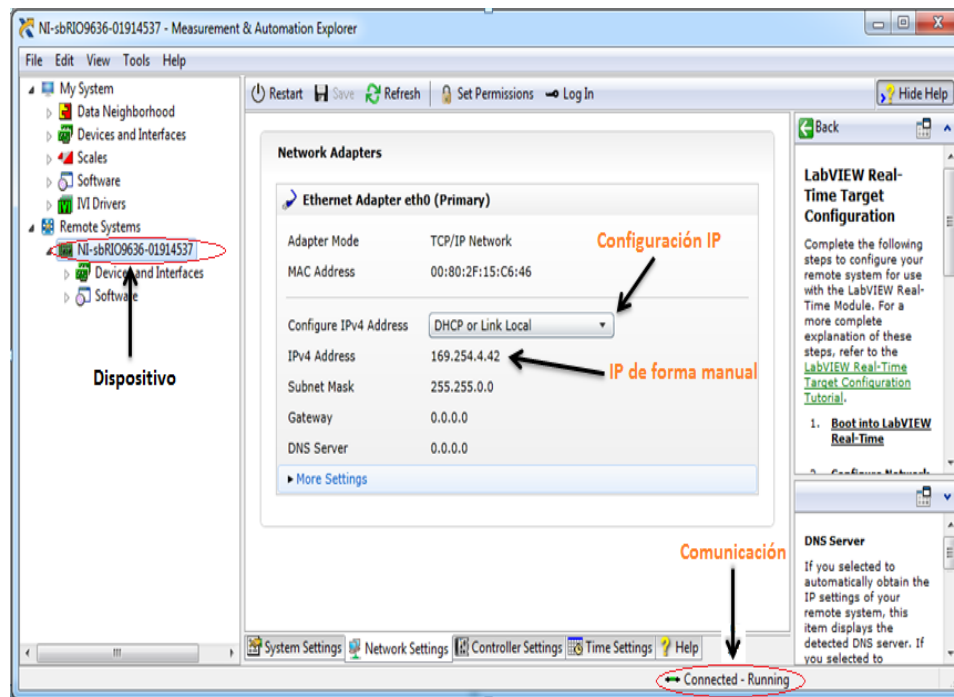 NI-sbRIO9636-01914537 - Measurement & Automation Explorer
File Edit View Tools Help
My System
Data Neighborhood
Devices and Interfaces
Scales
Software
IVI Drivers
Remote Systems
NI-sbRIO9636-01914537
Devices and Interfaces
Software
Dispositivo
Restart Save Refresh Set Permissions Log In
Hide Help
Network Adapters
Ethernet Adapter eth0 (Primary)
Adapter Mode TCP/IP Network
MAC Address 00:80:2F:15:C6:46
Configuración IP
Configure IPv4 Address DHCP or Link Local
IPv4 Address 169.254.4.42
IP de forma manual
Subnet Mask 255.255.0.0
Gateway 0.0.0.0
DNS Server 0.0.0.0
More Settings
Comunicación
System Settings Network Settings Controller Settings Time Settings Help
Connected - Running
Back
LabVIEW Real-
Time Target
Configuration
Complete the following
steps to configure your
remote system for use
with the LabVIEW Real-
Time Module. For a
more complete
explanation of these
steps, refer to the
LabVIEW Real-Time
Target Configuration
Tutorial.
1. Boot into LabVIEW
Real-Time
2. Configure Network
DNS Server
If you selected to
automatically obtain the
IP settings of your
remote system, this
item displays the
detected DNS server. If
you selected to